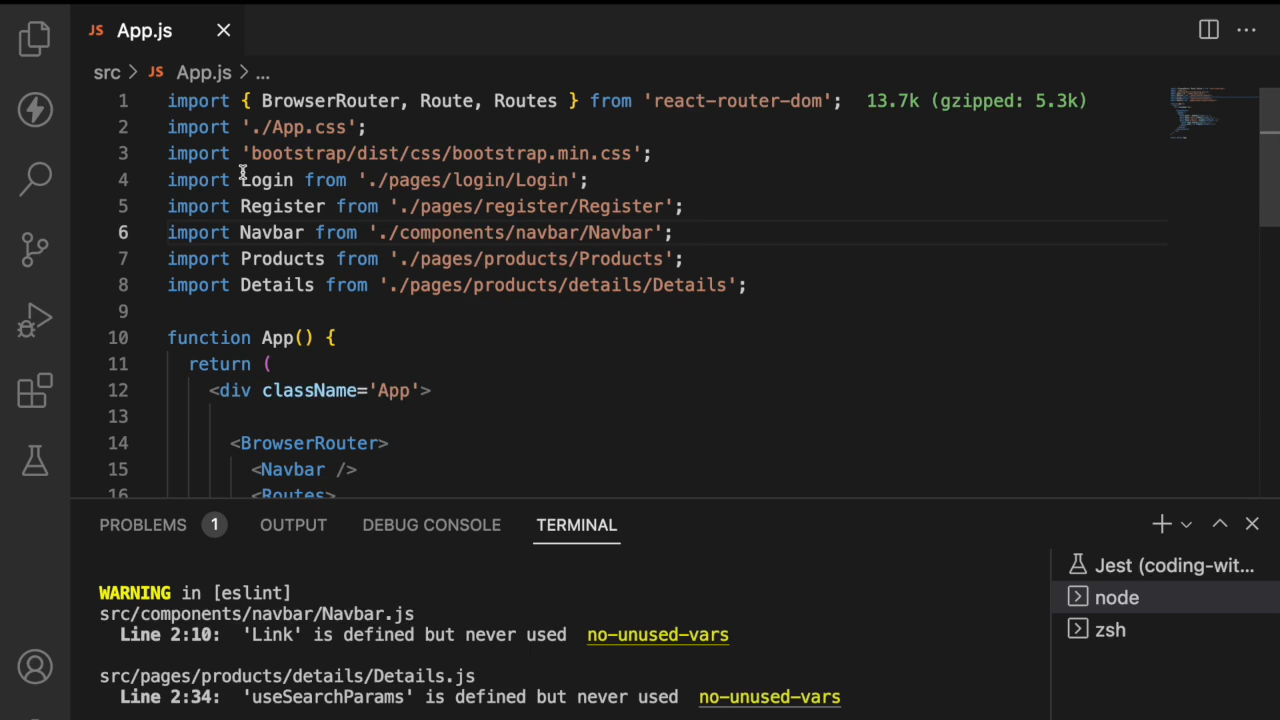 JS App.js
src > JS App.js > ...
1 import { BrowserRouter, Route, Routes } from 'react-router-dom'; 13.7k (gzipped: 5.3k)
2 import './App.css';
3 import 'bootstrap/dist/css/bootstrap.min.css';
4 import Login from './pages/login/Login';
5 import Register from './pages/register/Register';
6 import Navbar from './components/navbar/Navbar';
7 import Products from './pages/products/Products';
8 import Details from './pages/products/details/Details';
9
10 function App() {
11 return (
12 <div className='App'>
13
14 <BrowserRouter>
15 <Navbar />
16 <Routes>
PROBLEMS 1 OUTPUT DEBUG CONSOLE TERMINAL
WARNING in [eslint]
src/components/navbar/Navbar.js
Line 2:10: 'Link' is defined but never used no-unused-vars
src/pages/products/details/Details.js
Line 2:34: 'useSearchParams' is defined but never used no-unused-vars
Jest (coding-wit...
node
zsh